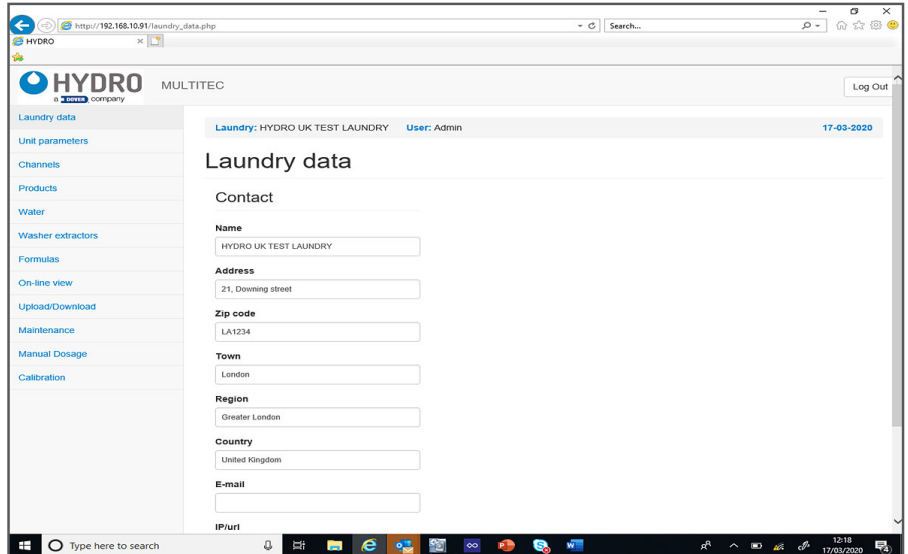 http://192.168.10.91/laundry_data.php
Search...
HYDRO
HYDRO
a DOVER company
MULTITEC
Log Out
Laundry data
Unit parameters
Channels
Products
Water
Washer extractors
Formulas
On-line view
Upload/Download
Maintenance
Manual Dosage
Calibration
Laundry: HYDRO UK TEST LAUNDRY User: Admin 17-03-2020
Laundry data
Contact
Name
HYDRO UK TEST LAUNDRY
Address
21, Downing street
Zip code
LA1234
Town
London
Region
Greater London
Country
United Kingdom
E-mail
IP/url
Type here to search
12:18
17/03/2020